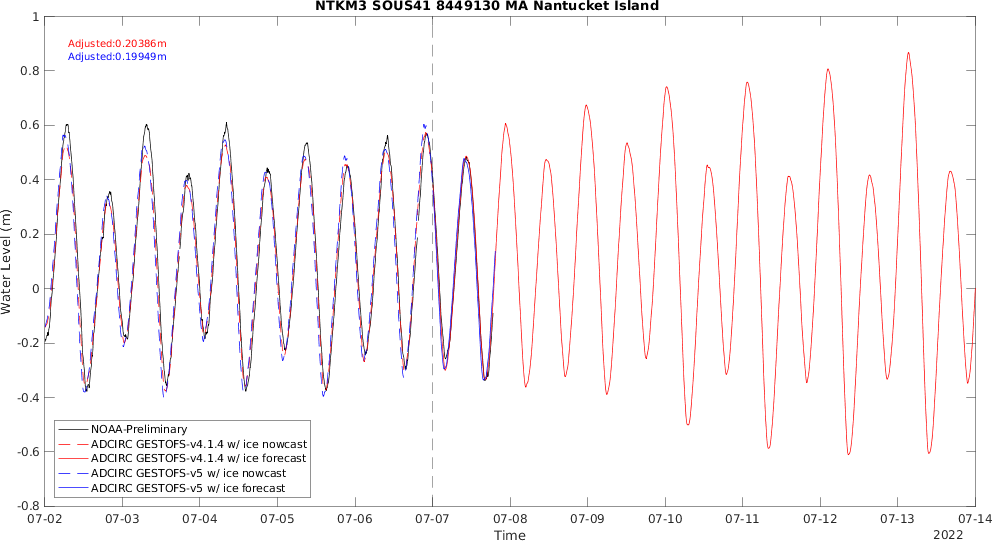 NTKM3 SOUS41 8449130 MA Nantucket Island
Adjusted:0.20386m
Adjusted:0.19949m
Water Level (m)
1
0.8
0.6
0.4
0.2
0
-0.2
-0.4
-0.6
-0.8
NOAA-Preliminary
ADCIRC GESTOFS-v4.1.4 w/ ice nowcast
ADCIRC GESTOFS-v4.1.4 w/ ice forecast
ADCIRC GESTOFS-v5 w/ ice nowcast
ADCIRC GESTOFS-v5 w/ ice forecast
07-02 07-03 07-04 07-05 07-06 07-07 07-08 07-09 07-10 07-11 07-12 07-13 07-14
Time
2022